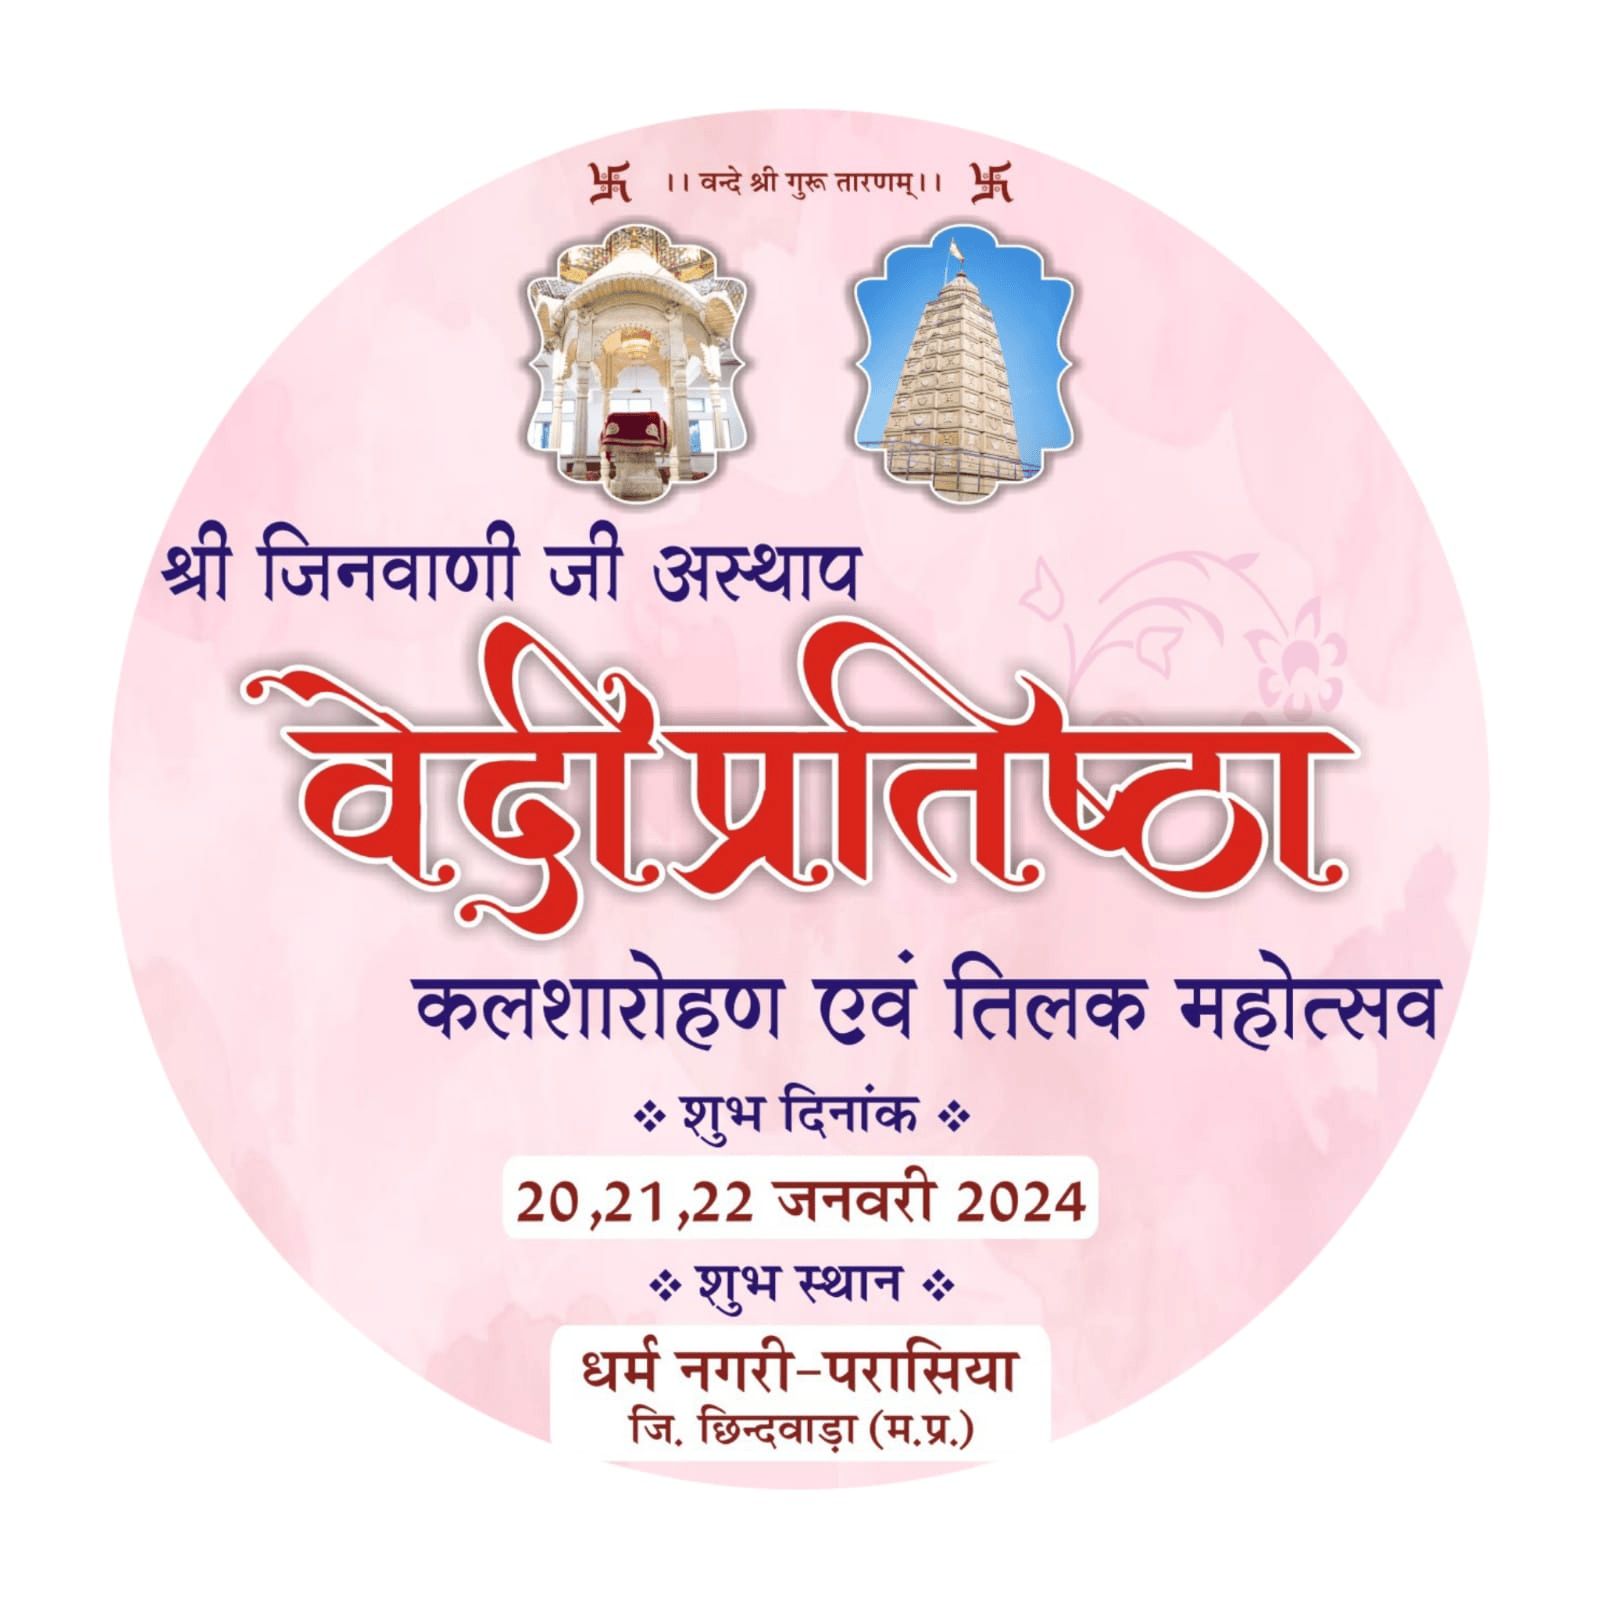 ।। वन्दे श्री गुरू तारणम्।।
श्री जिनवाणी जी अस्थाप
वेदी प्रतिष्ठा
कलशारोहण एवं तिलक महोत्सव
शुभ दिनांक
20,21,22 जनवरी 2024
शुभ स्थान
धर्म नगरी-परासिया
जि. छिन्दवाड़ा (म.प्र.)